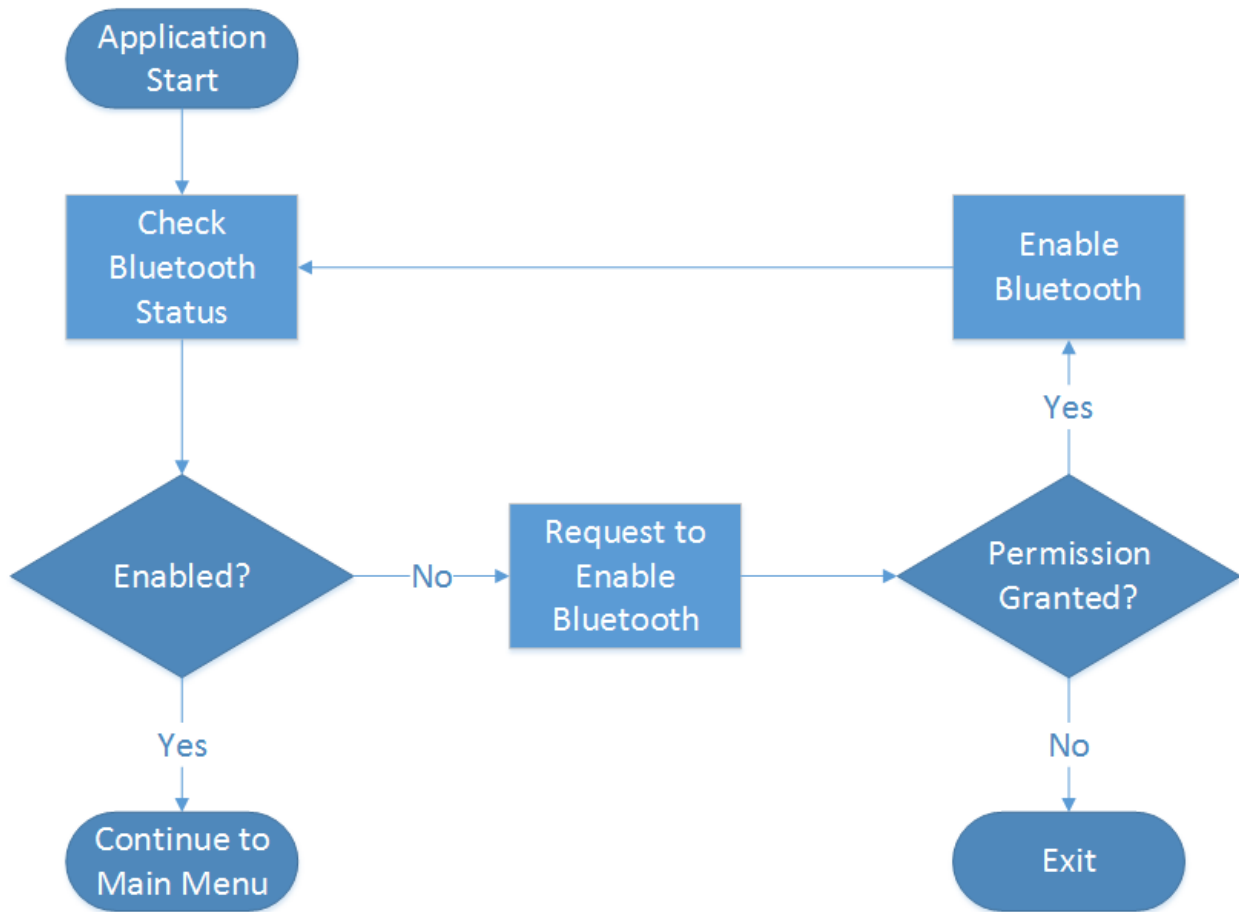 Application
Start
Check
Bluetooth
Status
Enable
Bluetooth
Yes
Enabled?
No
Request to
Enable
Bluetooth
Permission
Granted?
Yes
No
Continue to
Main Menu
Exit